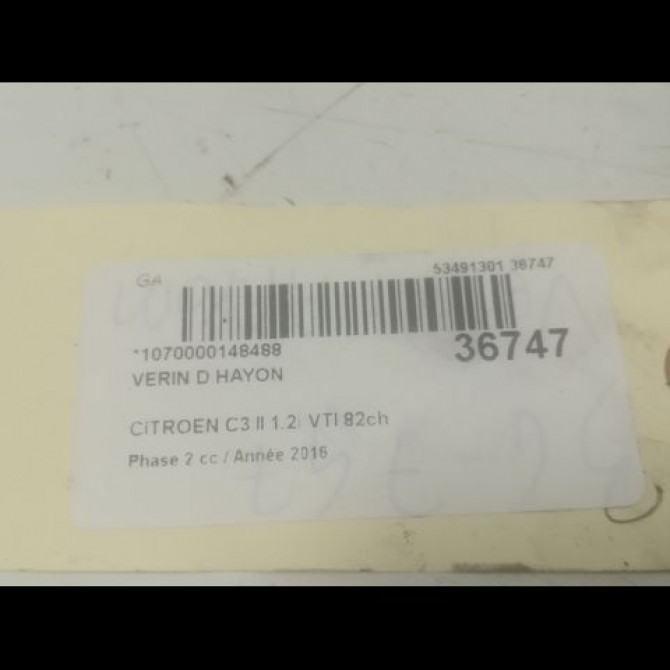 GA
53491301 36747
*1070000148488
36747
VERIN D HAYON
CITROEN C3 II 1.2i VTI 82ch
Phase 2 cc / Année 2016